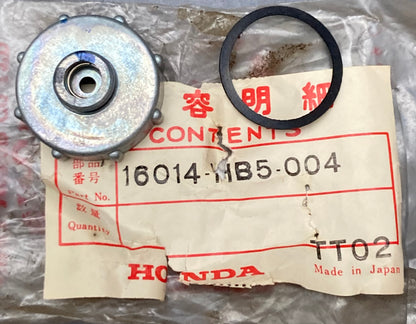 容明細
CONTENTS
部品
番号
Part No.
16014-MB5-004
数量
Quantity
TT02
HONDA
Made in Japan